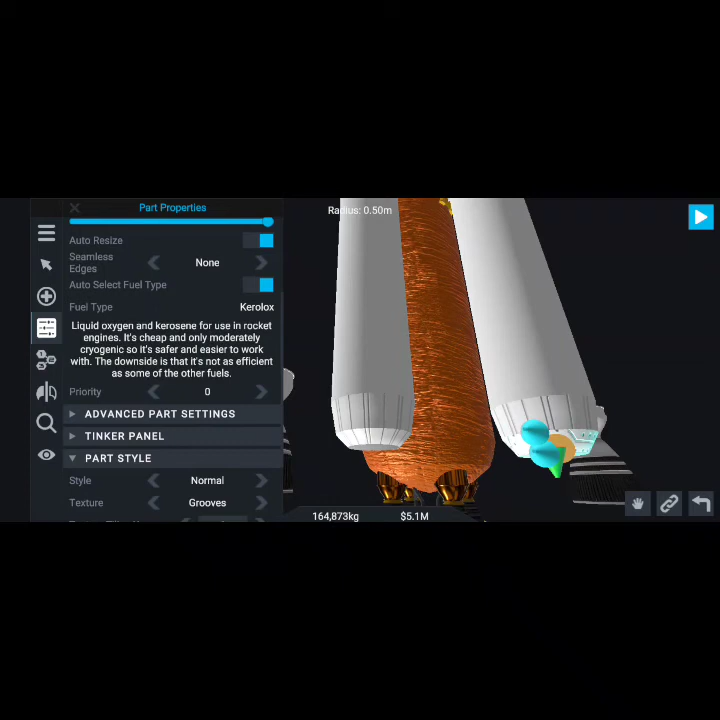 Part Properties
Radius: 0.50m
Auto Resize
Seamless
Edges
None
Auto Select Fuel Type
Fuel Type
Kerolox
Liquid oxygen and kerosene for use in rocket
engines. It's cheap and only moderately
cryogenic so it's safer and easier to work
with. The downside is that it's not as efficient
as some of the other fuels.
Priority
0
ADVANCED PART SETTINGS
TINKER PANEL
PART STYLE
Style
Normal
Texture
Grooves
164,873kg
$5.1M